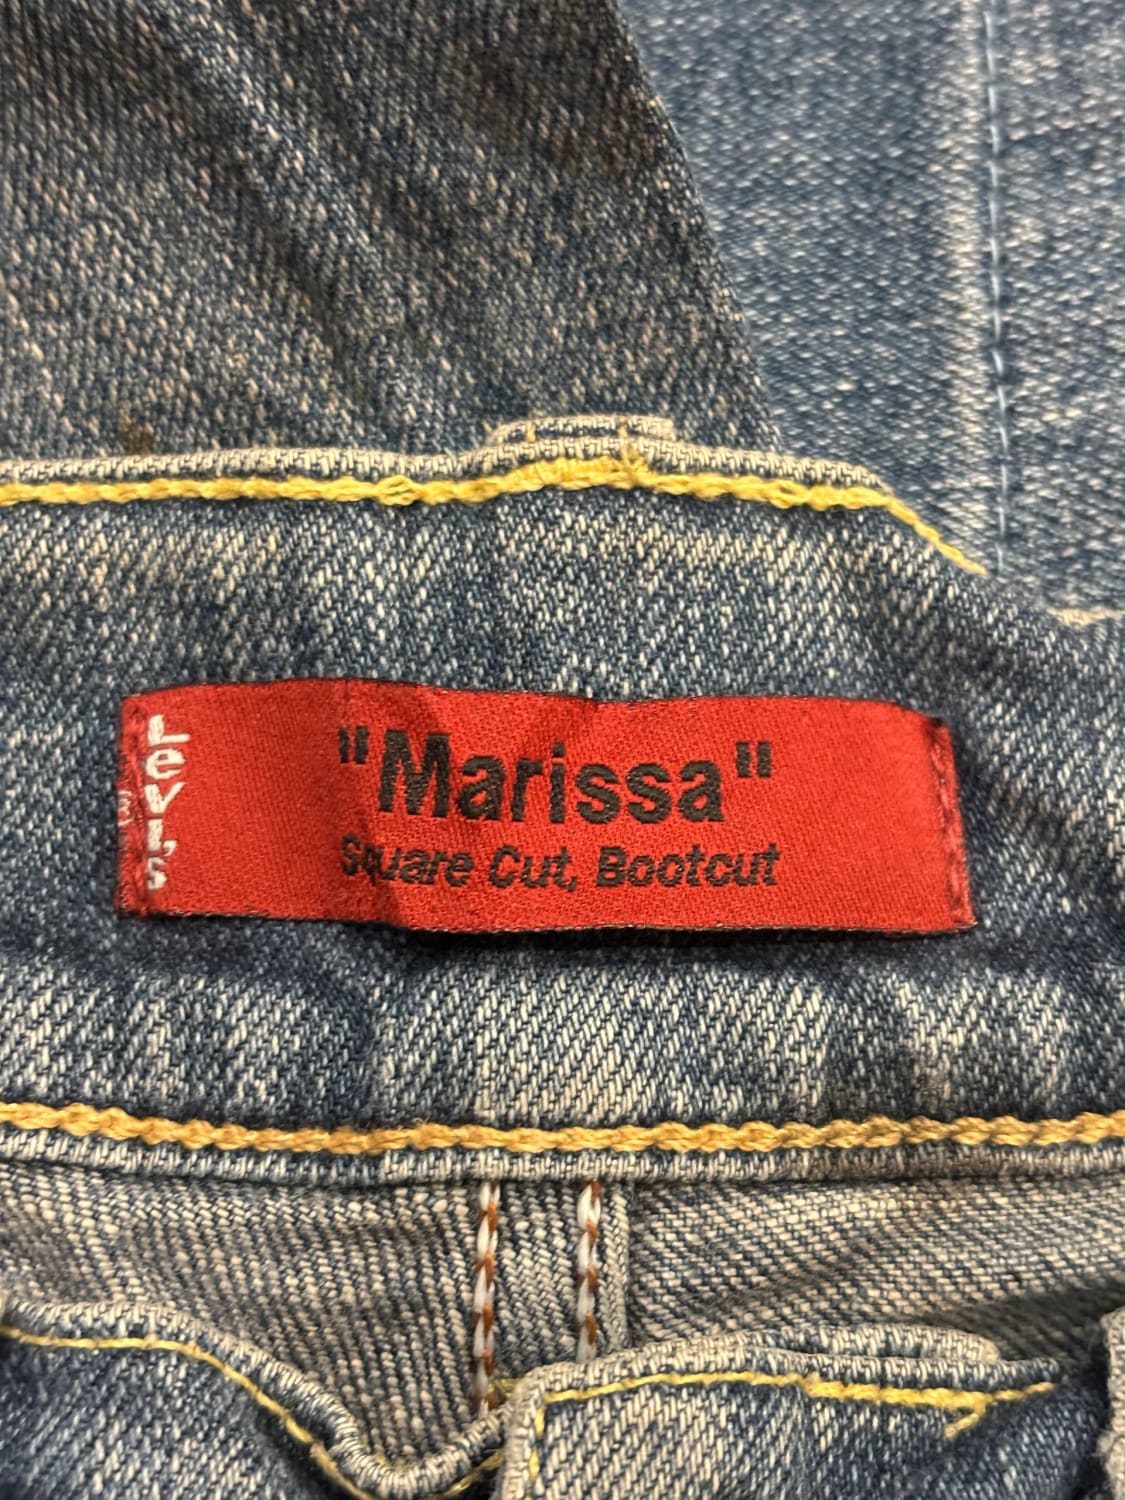 Levi's
"Marissa"
Square Cut, Bootcut